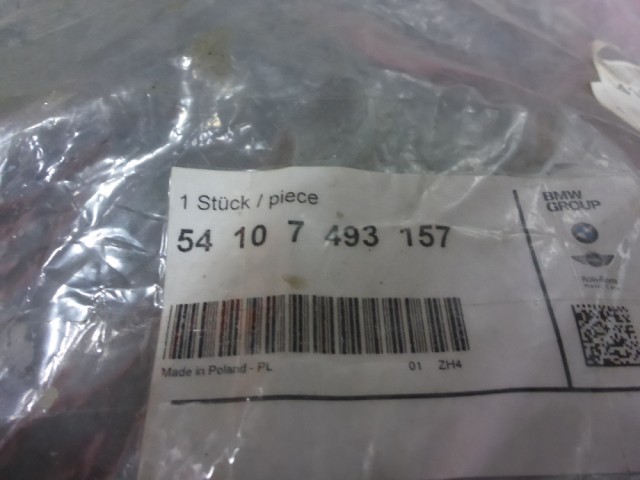 1 Stück / piece
54 10 7 493 157
Made in Poland - PL
01 ZH4
BMW
GROUP